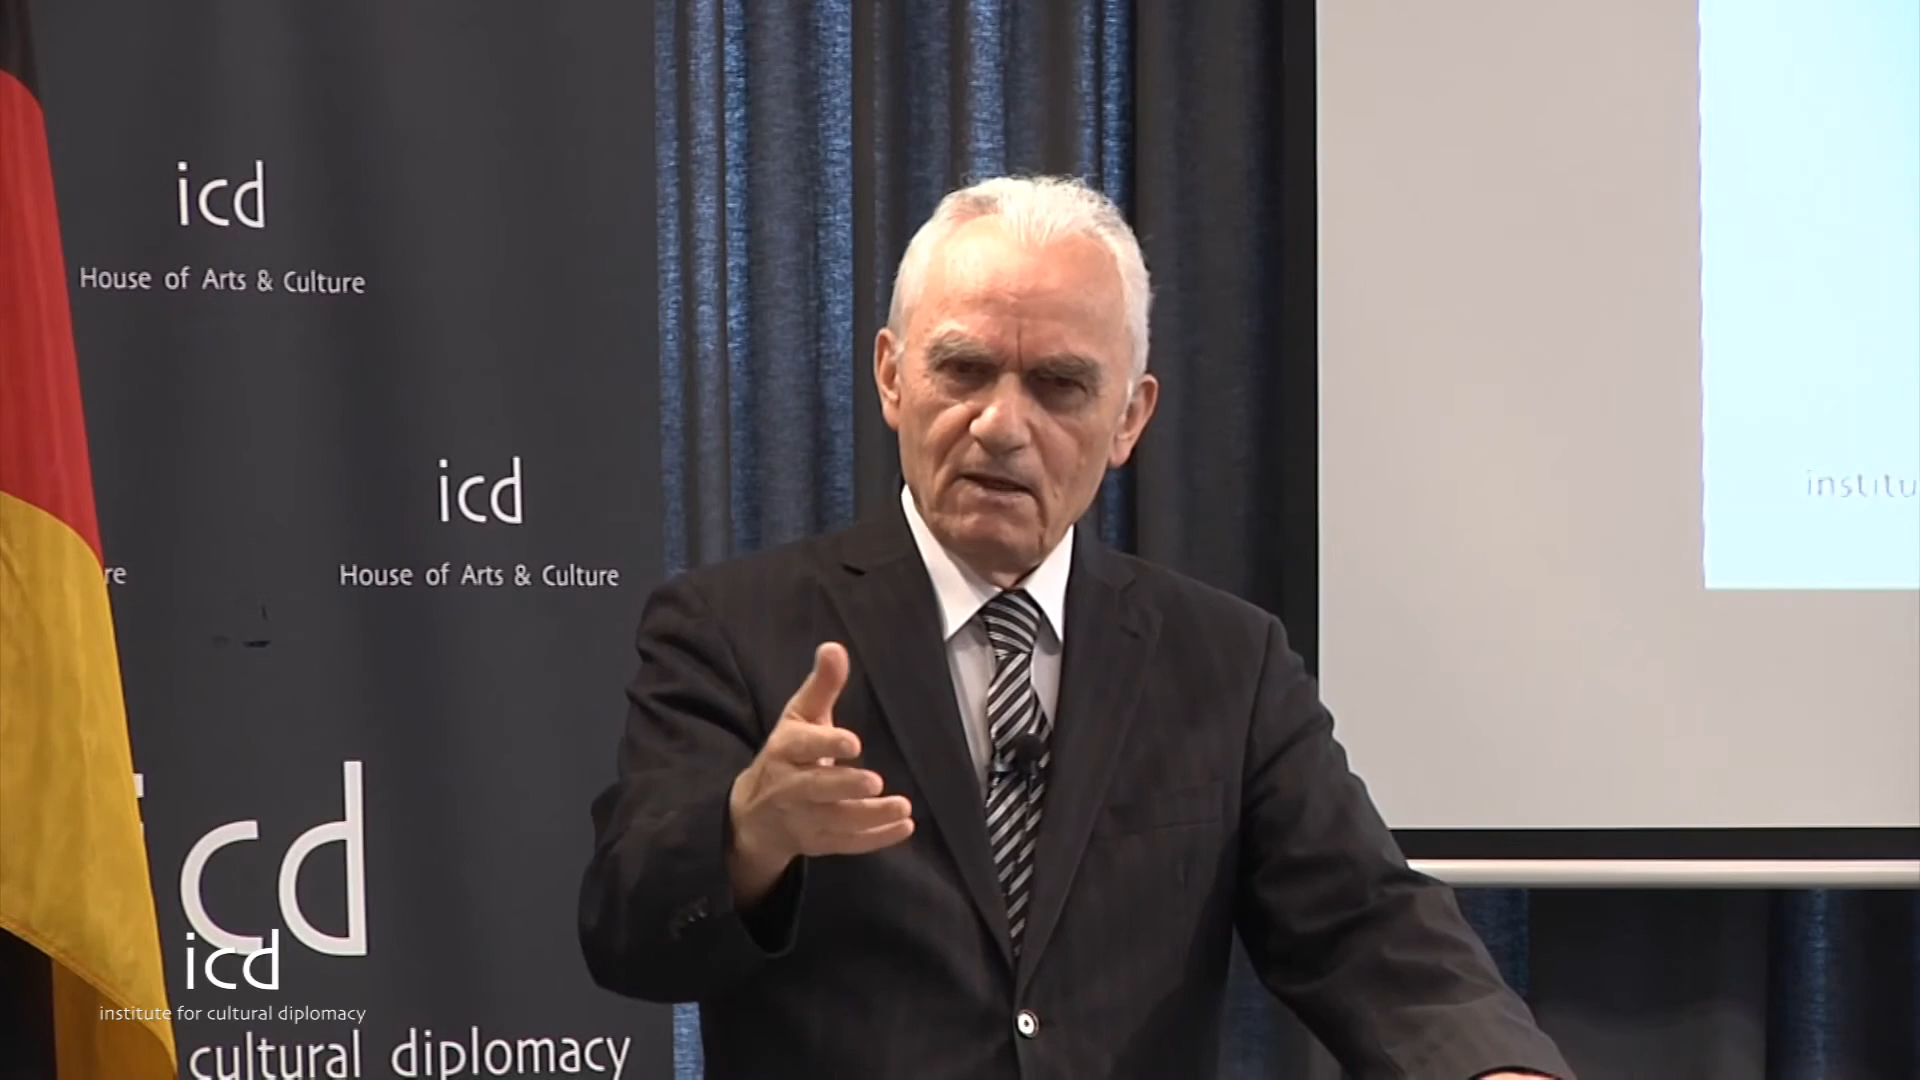 icd
House of Arts & Culture
icd
House of Arts & Culture
re
icd
cultural diplomacy
icd
institute for cultural diplomacy
institu